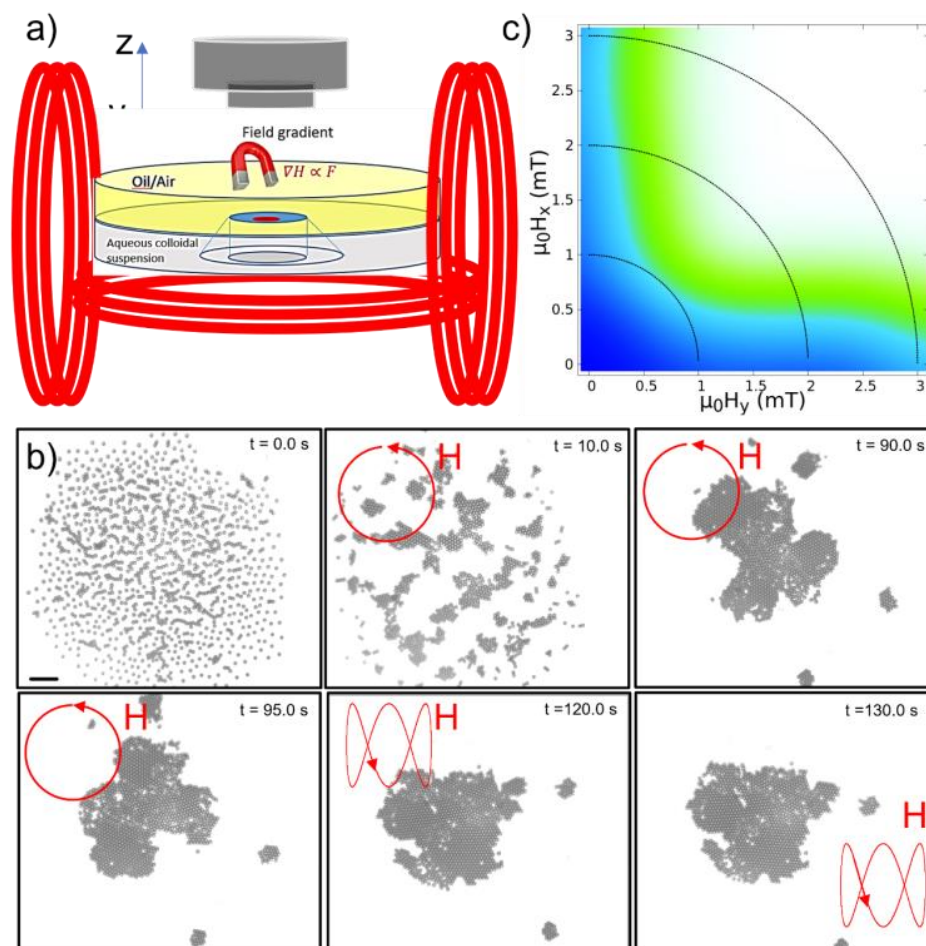 a)
Z
Field gradient
∇H ∝ F
Oil/Air
Aqueous colloidal
suspension
c)
3
2.5
2
1.5
1
0.5
0
μ₀Hₓ (mT)
0 0.5 1 1.5 2 2.5 3
μ₀Hᵧ (mT)
b)
t = 0.0 s
H
t = 10.0 s
H
t = 90.0 s
H
t = 95.0 s
H
t =120.0 s
t =130.0 s
H